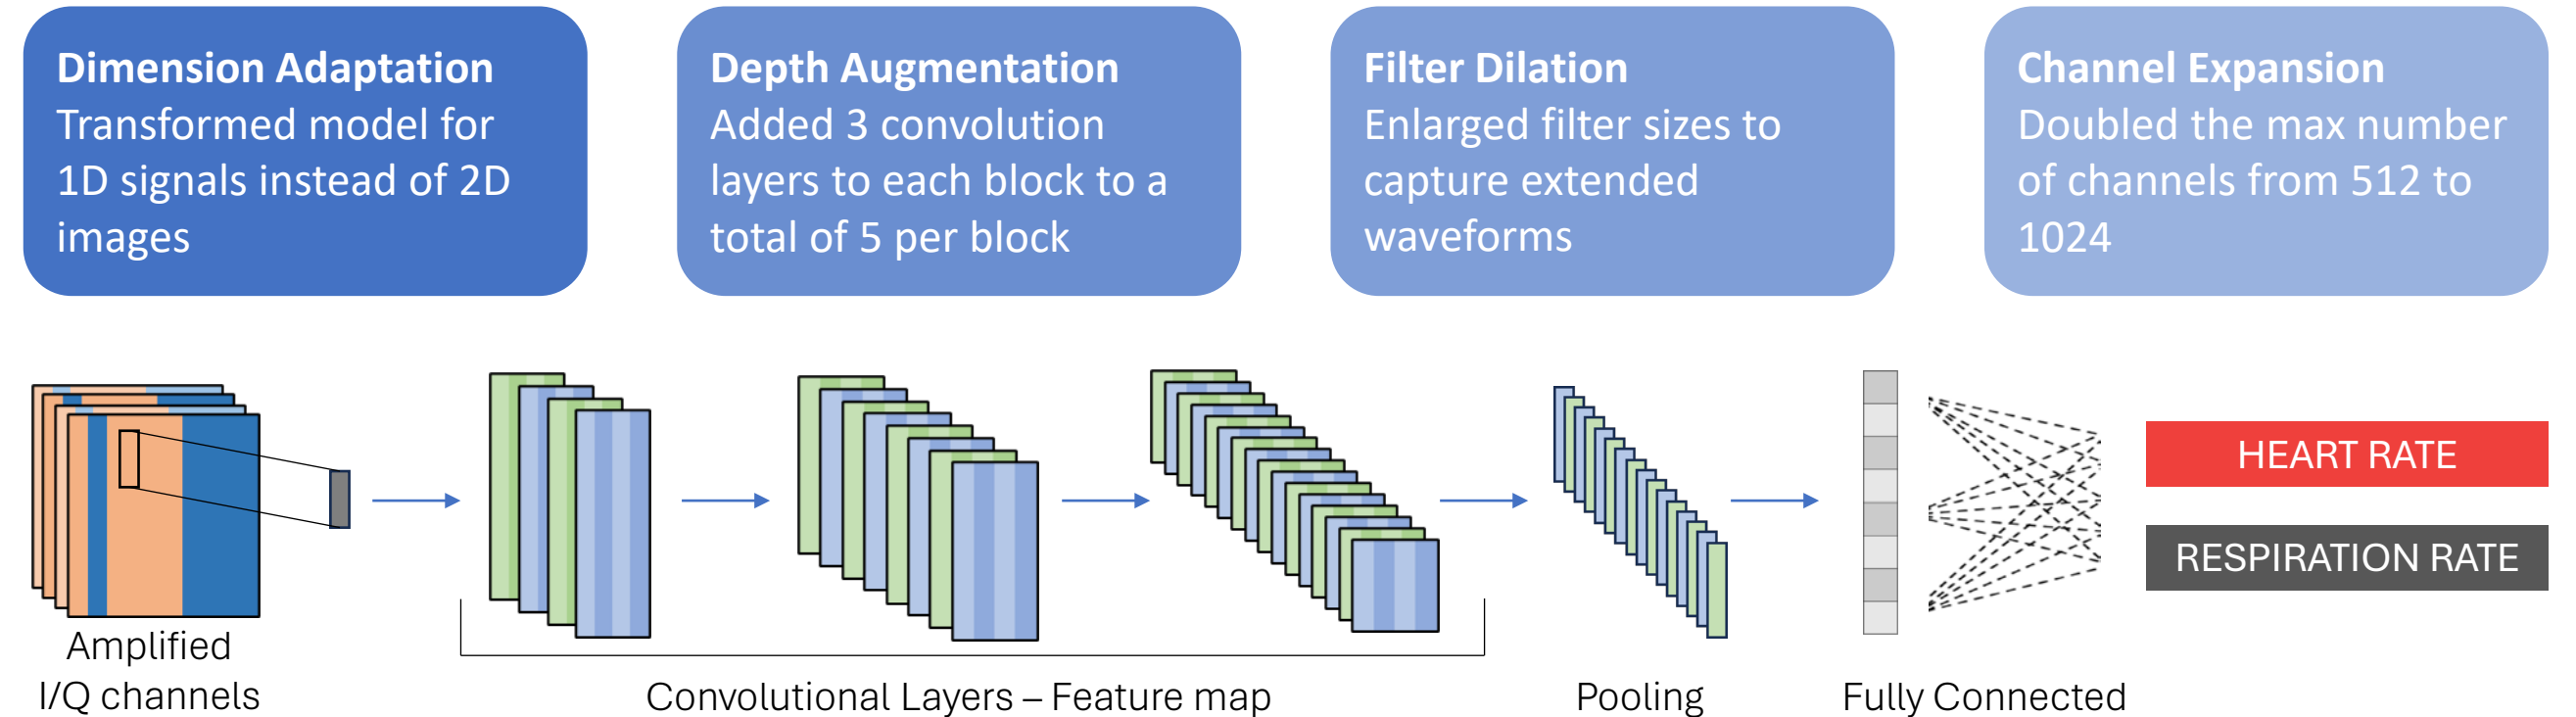 Dimension Adaptation
Transformed model for
1D signals instead of 2D
images
Depth Augmentation
Added 3 convolution
layers to each block to a
total of 5 per block
Filter Dilation
Enlarged filter sizes to
capture extended
waveforms
Channel Expansion
Doubled the max number
of channels from 512 to
1024
HEART RATE
RESPIRATION RATE
Amplified
I/Q channels
Convolutional Layers – Feature map
Pooling
Fully Connected